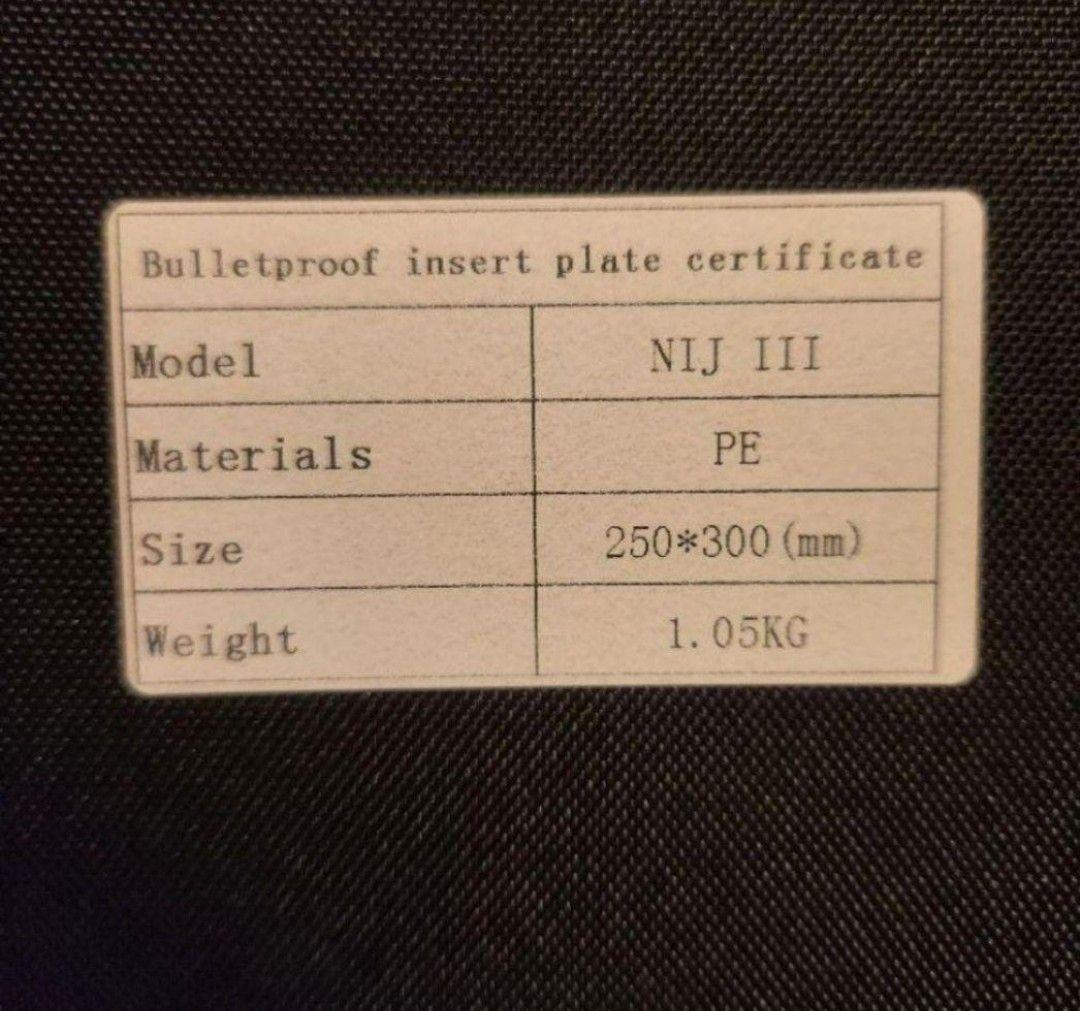 Bulletproof insert plate certificate
Model NIJ III
Materials PE
Size 250*300(mm)
Weight 1.05KG